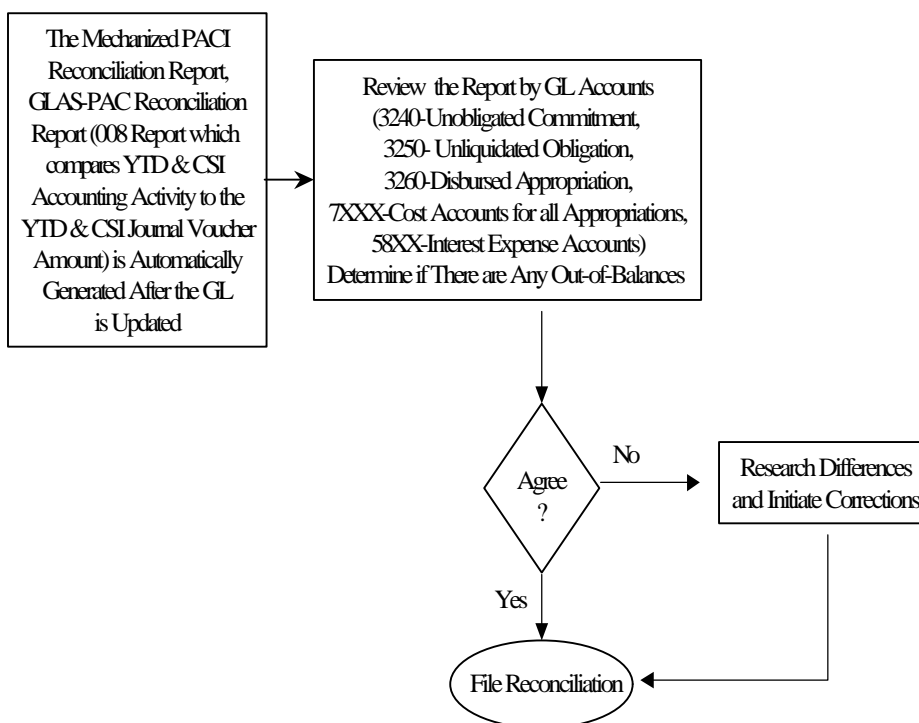 The Mechanized PACI
Reconciliation Report,
GLAS-PAC Reconciliation
Report (008 Report which
compares YTD & CSI
Accounting Activity to the
YTD & CSI Journal Voucher
Amount) is Automatically
Generated After the GL
is Updated
Review the Report by GL Accounts
(3240-Unobligated Commitment,
3250- Unliquidated Obligation,
3260-Disbursed Appropriation,
7XXX-Cost Accounts for all Appropriations,
58XX-Interest Expense Accounts)
Determine if There are Any Out-of-Balances
Agree
?
No
Research Differences
and Initiate Corrections
Yes
File Reconciliation